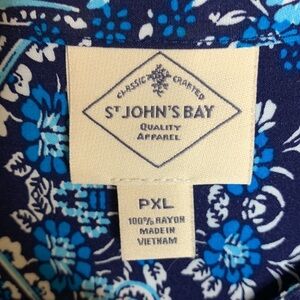 CLASSIC CRAFTED
ST JOHN'S BAY
QUALITY
APPAREL
PXL
100% RAYON
MADE IN
VIETNAM